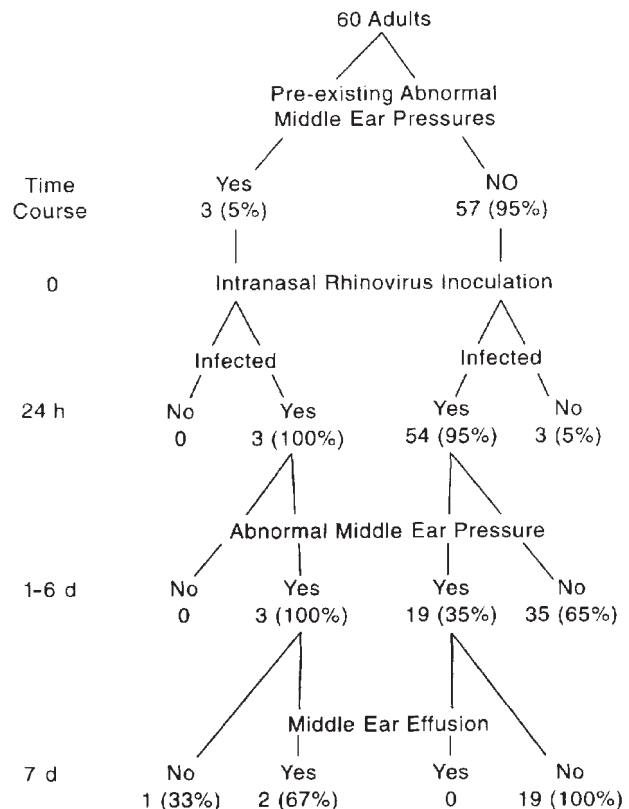 60 Adults
Pre-existing Abnormal
Middle Ear Pressures
Time
Course
Yes
3 (5%)
NO
57 (95%)
0
Intranasal Rhinovirus Inoculation
Infected
Infected
24 h
No
0
Yes
3 (100%)
Yes
54 (95%)
No
3 (5%)
Abnormal Middle Ear Pressure
1-6 d
No
0
Yes
3 (100%)
Yes
19 (35%)
No
35 (65%)
Middle Ear Effusion
7 d
No
1 (33%)
Yes
2 (67%)
Yes
0
No
19 (100%)